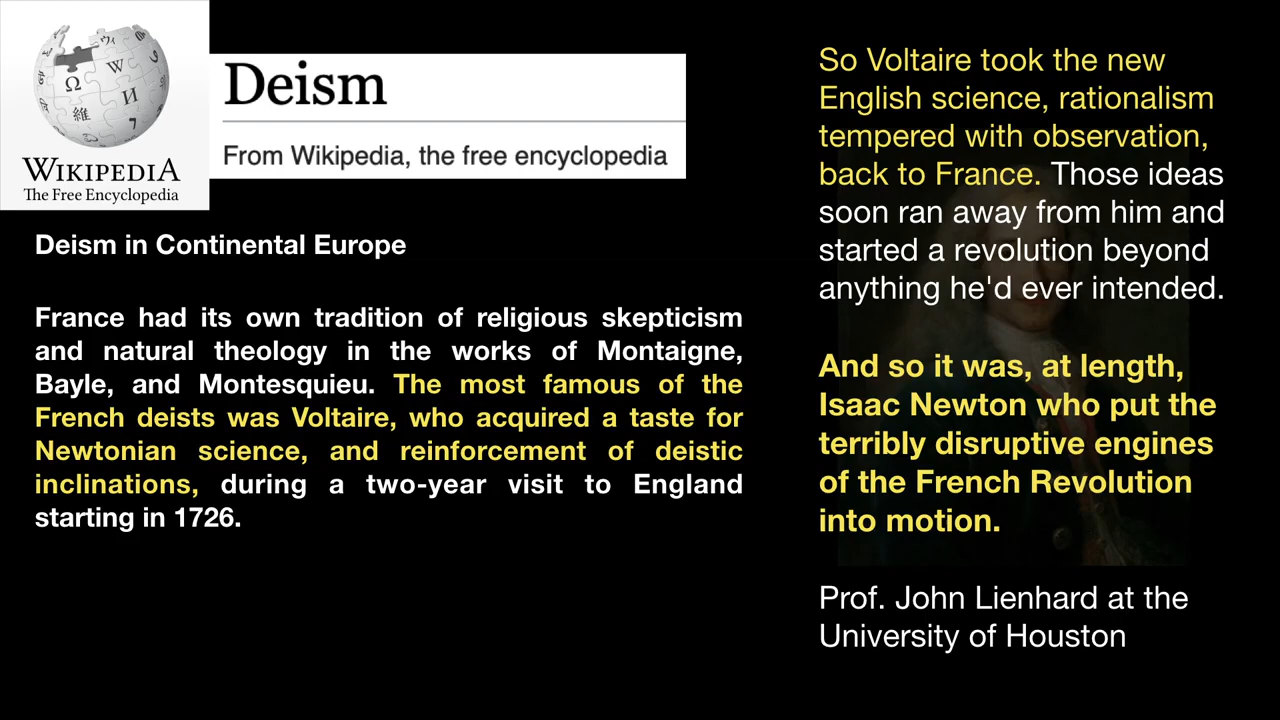 WIKIPEDIA
The Free Encyclopedia
Deism
From Wikipedia, the free encyclopedia
Deism in Continental Europe
France had its own tradition of religious skepticism
and natural theology in the works of Montaigne,
Bayle, and Montesquieu. The most famous of the
French deists was Voltaire, who acquired a taste for
Newtonian science, and reinforcement of deistic
inclinations, during a two-year visit to England
starting in 1726.
So Voltaire took the new
English science, rationalism
tempered with observation,
back to France. Those ideas
soon ran away from him and
started a revolution beyond
anything he'd ever intended.
And so it was, at length,
Isaac Newton who put the
terribly disruptive engines
of the French Revolution
into motion.
Prof. John Lienhard at the
University of Houston